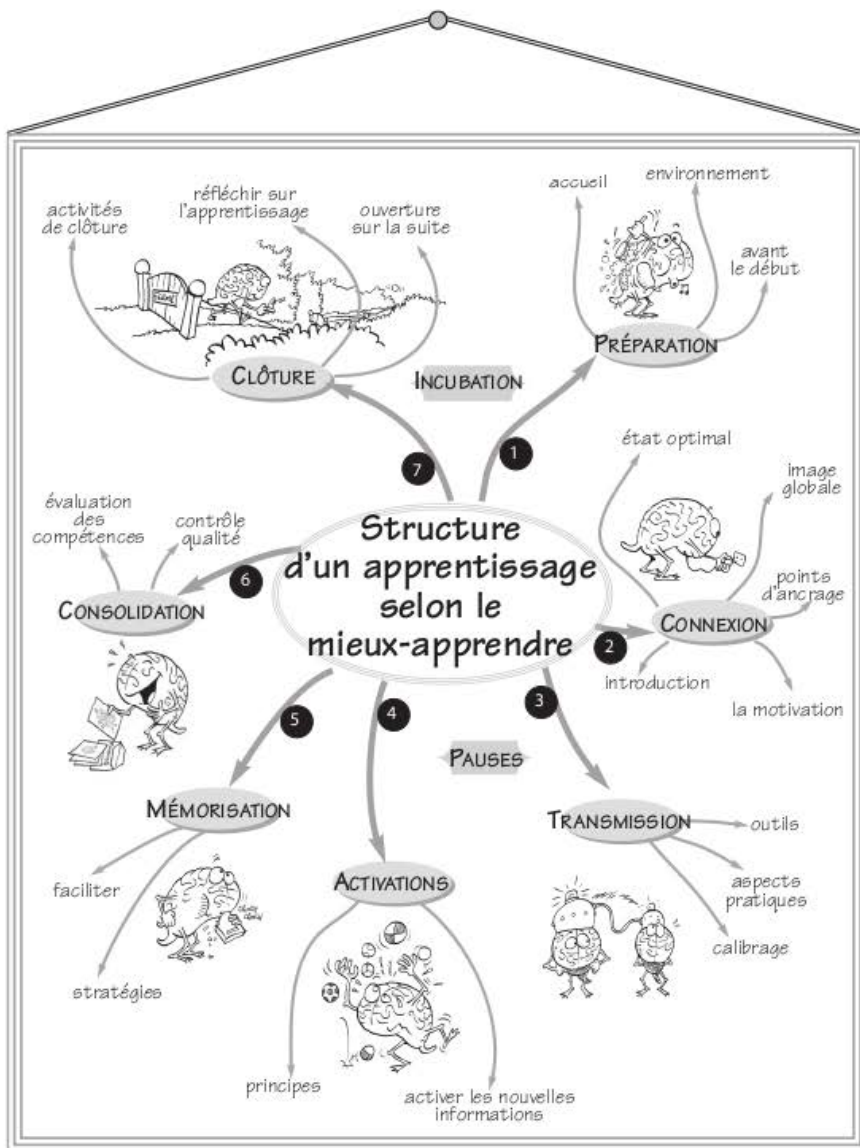 Structure
d'un apprentissage
selon le
mieux-apprendre
1
PRÉPARATION
accueil
environnement
avant
le début
2
CONNEXION
état optimal
image
globale
points
d'ancrage
la motivation
introduction
3
TRANSMISSION
outils
aspects
pratiques
calibrage
PAUSES
4
ACTIVATIONS
principes
activer les nouvelles
informations
5
MÉMORISATION
faciliter
stratégies
6
CONSOLIDATION
évaluation
des
compétences
contrôle
qualité
7
CLÔTURE
activités
de clôture
réfléchir sur
l'apprentissage
ouverture
sur la suite
INCUBATION